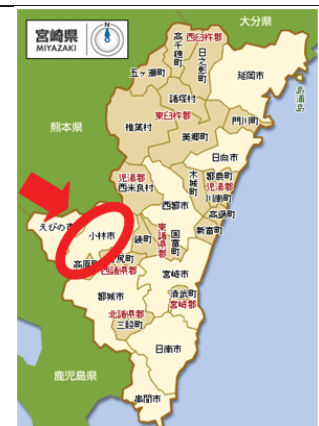 宮崎県
MIYAZAKI
大分県
高千穂町
西臼杵郡
日之影町
五ヶ瀬町
延岡市
島浦島
諸塚村
東臼杵郡
門川町
熊本県
椎葉村
美郷町
日向市
児湯郡
西米良村
木城町
都農町
児湯郡
川南町
高鍋町
西都市
新富町
えびの市
小林市
綾町
東諸県郡
国富町
高原町
野尻町
西諸県郡
宮崎市
都城市
清武町
宮崎郡
北諸県郡
三股町
日南市
鹿児島県
串間市